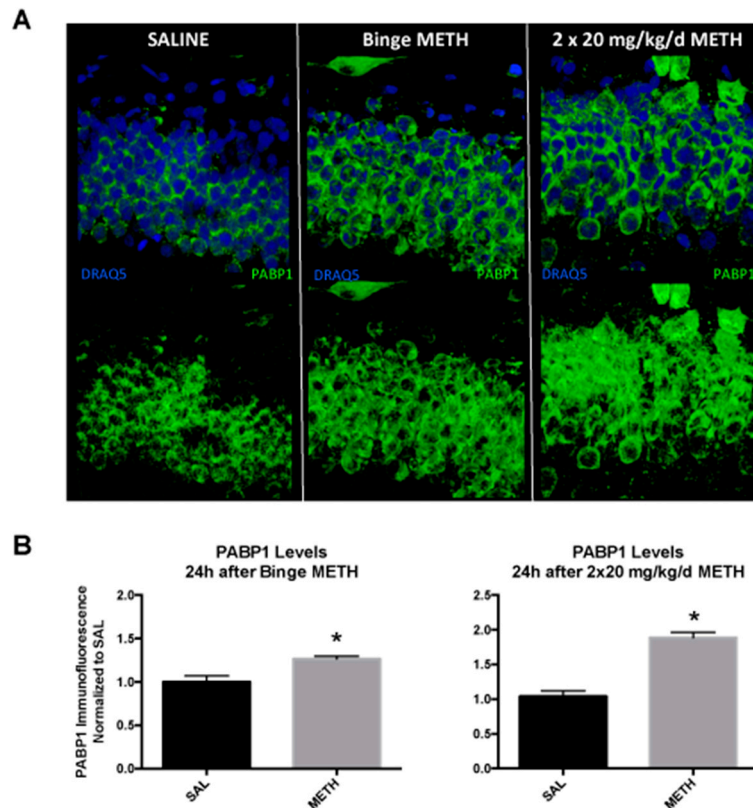 A
SALINE
Binge METH
2 x 20 mg/kg/d METH
DRAQ5
PABP1
DRAQ5
PABP1
DRAQ5
PABP1
B
PABP1 Levels
24h after Binge METH
PABP1 Immunofluorescence
Normalized to SAL
2.0
1.5
1.0
0.5
0.0
*
SAL
METH
PABP1 Levels
24h after 2x20 mg/kg/d METH
2.5
2.0
1.5
1.0
0.5
0.0
*
SAL
METH